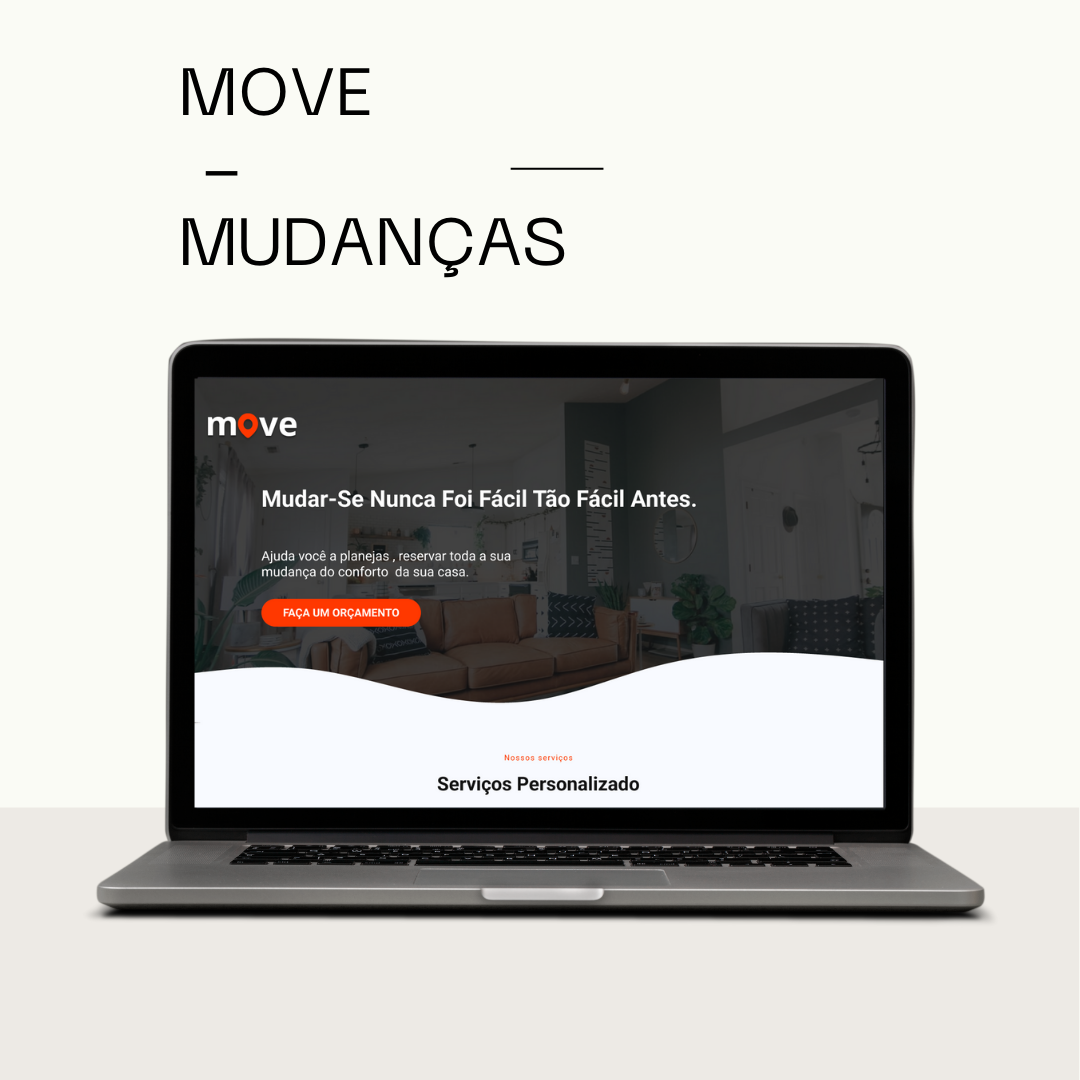 MOVE
–
MUDANÇAS
move
Mudar-Se Nunca Foi Fácil Tão Fácil Antes.
Ajuda você a planejas , reservar toda a sua
mudança do conforto da sua casa.
FAÇA UM ORÇAMENTO
Nossos serviços
Serviços Personalizado